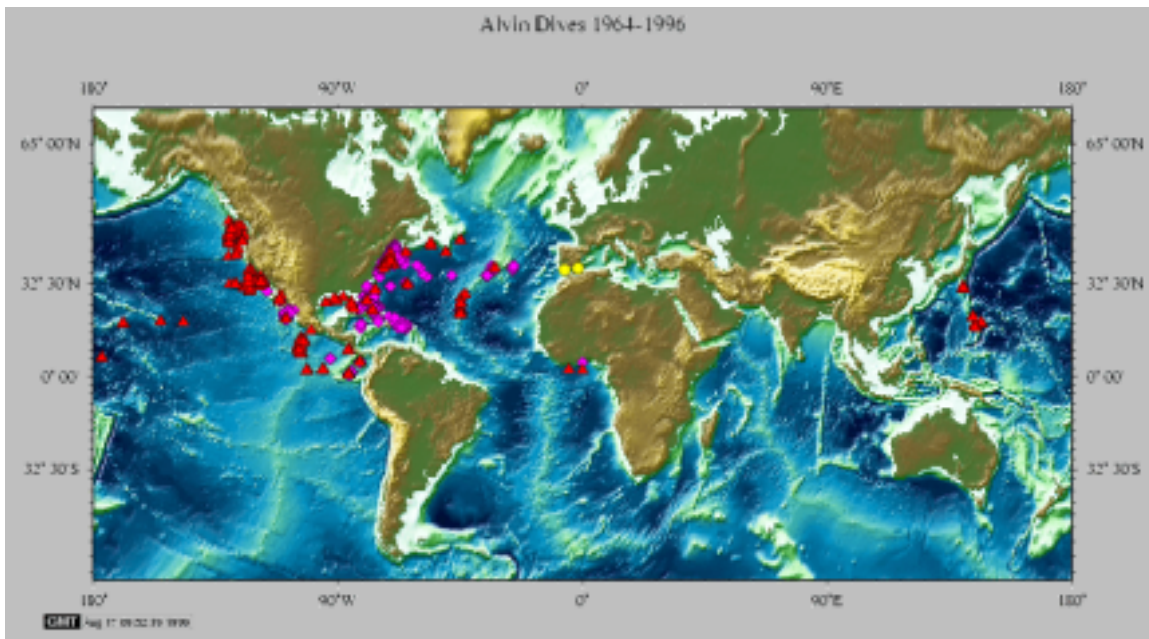 Alvin Dives 1964-1996
180° 90°W 0° 90°E 180°
65° 00'N 65° 00'N
32° 30'N 32° 30'N
0° 00' 0° 00'
32° 30'S 32° 30'S
180° 90°W 0° 90°E 180°
GMT Aug